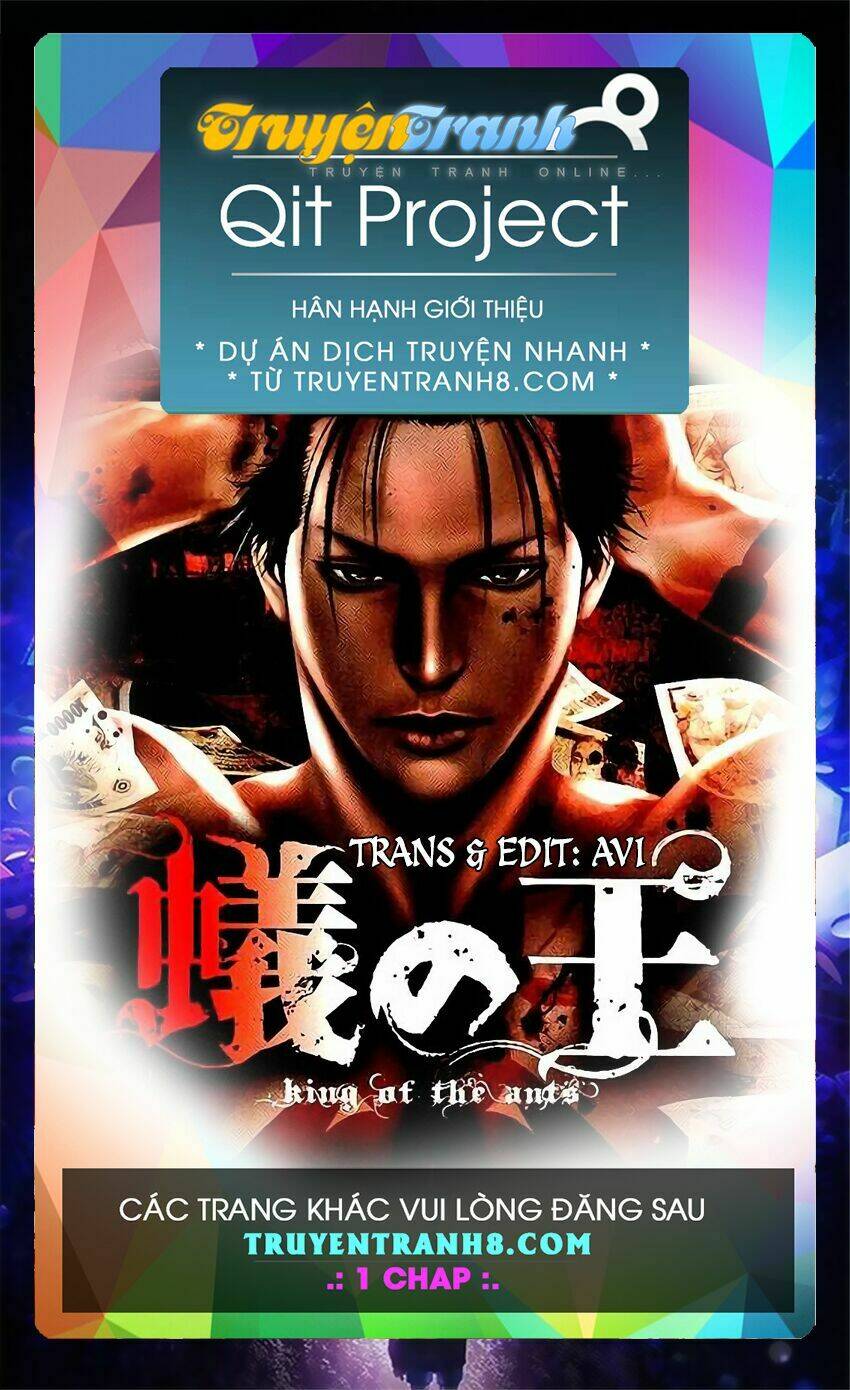 TruyệnTranh
TRUYỆN TRANH ONLINE...
Qit Project
HÂN HẠNH GIỚI THIỆU
* DỰ ÁN DỊCH TRUYỆN NHANH *
* TỪ TRUYENTRANH8.COM *
10000
TRANS & EDIT: AVI
蟻の王
king of the ants
CÁC TRANG KHÁC VUI LÒNG ĐĂNG SAU
TRUYENTRANH8.COM
.: 1 CHAP :.